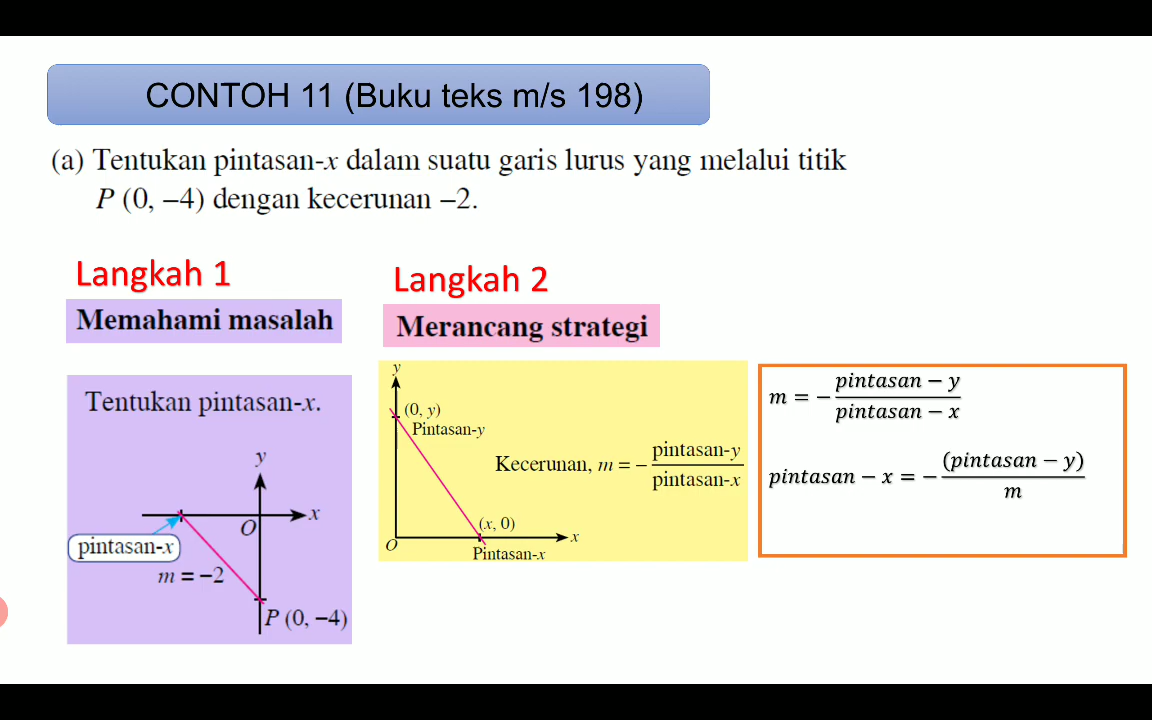 CONTOH 11 (Buku teks m/s 198)
(a) Tentukan pintasan-x dalam suatu garis lurus yang melalui titik
P (0, –4) dengan kecerunan –2.
Langkah 1
Memahami masalah
Tentukan pintasan-x.
y
x
O
pintasan-x
m = –2
P (0, –4)
Langkah 2
Merancang strategi
y
(0, y)
Pintasan-y
Kecerunan, m = – pintasan-y / pintasan-x
(x, 0)
x
O
Pintasan-x
m = − pintasan − y / pintasan − x
pintasan − x = − (pintasan − y) / m